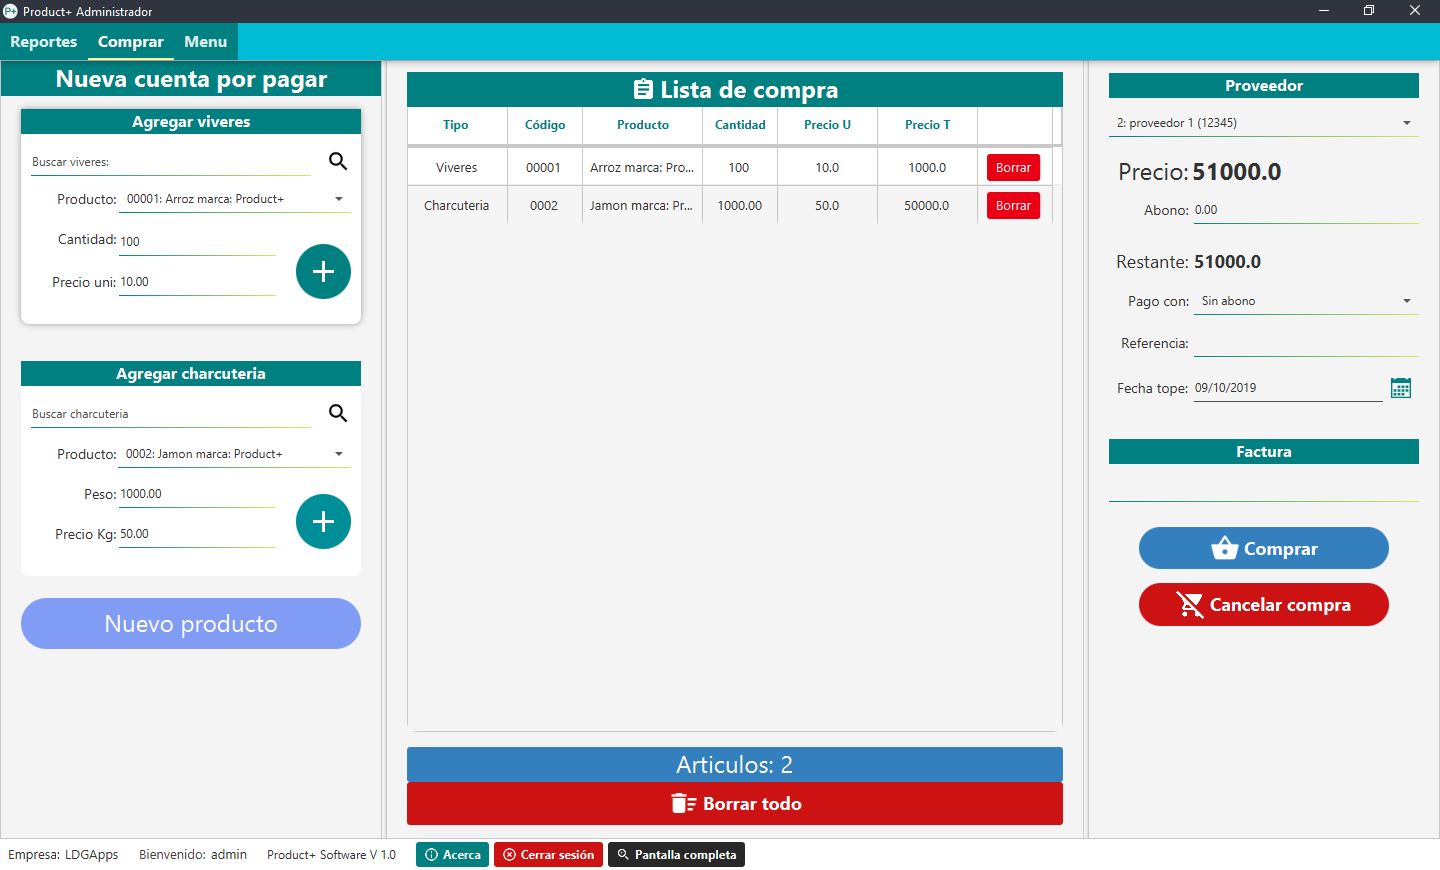 P+ Product+ Administrador
Reportes Comprar Menu
Nueva cuenta por pagar
Agregar viveres
Buscar viveres:
Producto: 00001: Arroz marca: Product+
Cantidad: 100
Precio uni: 10.00
Agregar charcuteria
Buscar charcuteria
Producto: 0002: Jamon marca: Product+
Peso: 1000.00
Precio Kg: 50.00
Nuevo producto
Lista de compra
Tipo Código Producto Cantidad Precio U Precio T
Viveres 00001 Arroz marca: Pro... 100 10.0 1000.0 Borrar
Charcuteria 0002 Jamon marca: Pr... 1000.00 50.0 50000.0 Borrar
Articulos: 2
Borrar todo
Proveedor
2: proveedor 1 (12345)
Precio: 51000.0
Abono: 0.00
Restante: 51000.0
Pago con: Sin abono
Referencia:
Fecha tope: 09/10/2019
Factura
Comprar
Cancelar compra
Empresa: LDGApps Bienvenido: admin Product+ Software V 1.0 Acerca Cerrar sesión Pantalla completa